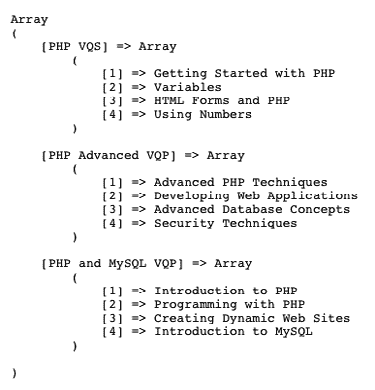 Array
(
[PHP VQS] => Array
(
[1] => Getting Started with PHP
[2] => Variables
[3] => HTML Forms and PHP
[4] => Using Numbers
)
[PHP Advanced VQP] => Array
(
[1] => Advanced PHP Techniques
[2] => Developing Web Applications
[3] => Advanced Database Concepts
[4] => Security Techniques
)
[PHP and MySQL VQP] => Array
(
[1] => Introduction to PHP
[2] => Programming with PHP
[3] => Creating Dynamic Web Sites
[4] => Introduction to MySQL
)
)